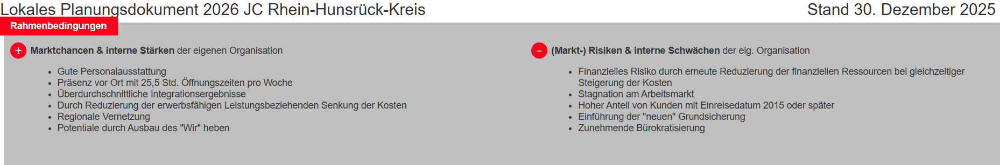 Lokales Planungsdokument 2026 JC Rhein-Hunsrück-Kreis
Stand 30. Dezember 2025
Rahmenbedingungen
+ Marktchancen & interne Stärken der eigenen Organisation
• Gute Personalausstattung
• Präsenz vor Ort mit 25,5 Std. Öffnungszeiten pro Woche
• Überdurchschnittliche Integrationsergebnisse
• Durch Reduzierung der erwerbsfähigen Leistungsbeziehenden Senkung der Kosten
• Regionale Vernetzung
• Potentiale durch Ausbau des "Wir" heben
- (Markt-) Risiken & interne Schwächen der eig. Organisation
• Finanzielles Risiko durch erneute Reduzierung der finanziellen Ressourcen bei gleichzeitiger
Steigerung der Kosten
• Stagnation am Arbeitsmarkt
• Hoher Anteil von Kunden mit Einreisedatum 2015 oder später
• Einführung der "neuen" Grundsicherung
• Zunehmende Bürokratisierung